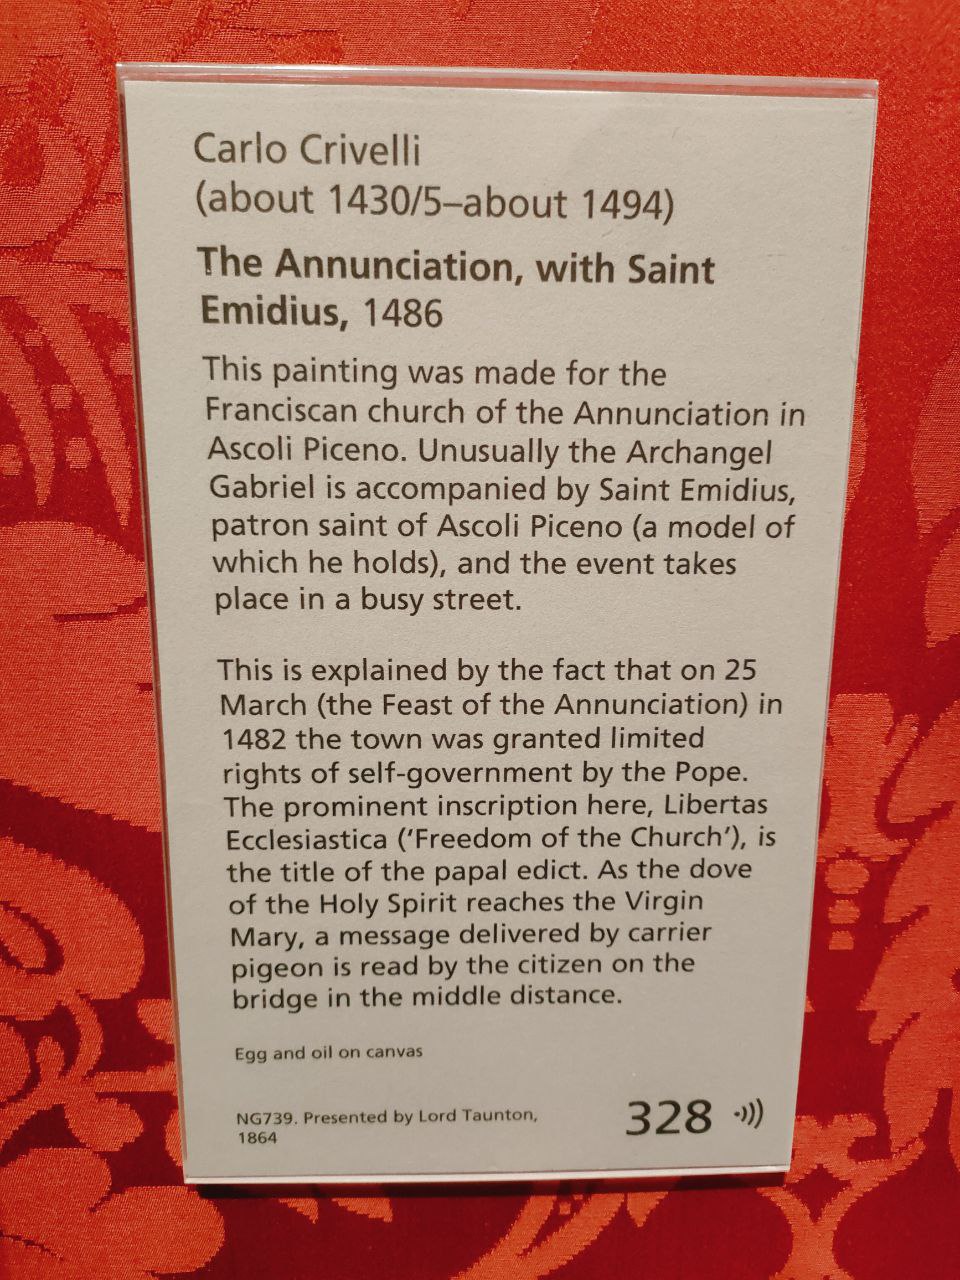 Carlo Crivelli
(about 1430/5–about 1494)
The Annunciation, with Saint
Emidius, 1486
This painting was made for the
Franciscan church of the Annunciation in
Ascoli Piceno. Unusually the Archangel
Gabriel is accompanied by Saint Emidius,
patron saint of Ascoli Piceno (a model of
which he holds), and the event takes
place in a busy street.
This is explained by the fact that on 25
March (the Feast of the Annunciation) in
1482 the town was granted limited
rights of self-government by the Pope.
The prominent inscription here, Libertas
Ecclesiastica (‘Freedom of the Church’), is
the title of the papal edict. As the dove
of the Holy Spirit reaches the Virgin
Mary, a message delivered by carrier
pigeon is read by the citizen on the
bridge in the middle distance.
Egg and oil on canvas
NG739. Presented by Lord Taunton,
1864
328